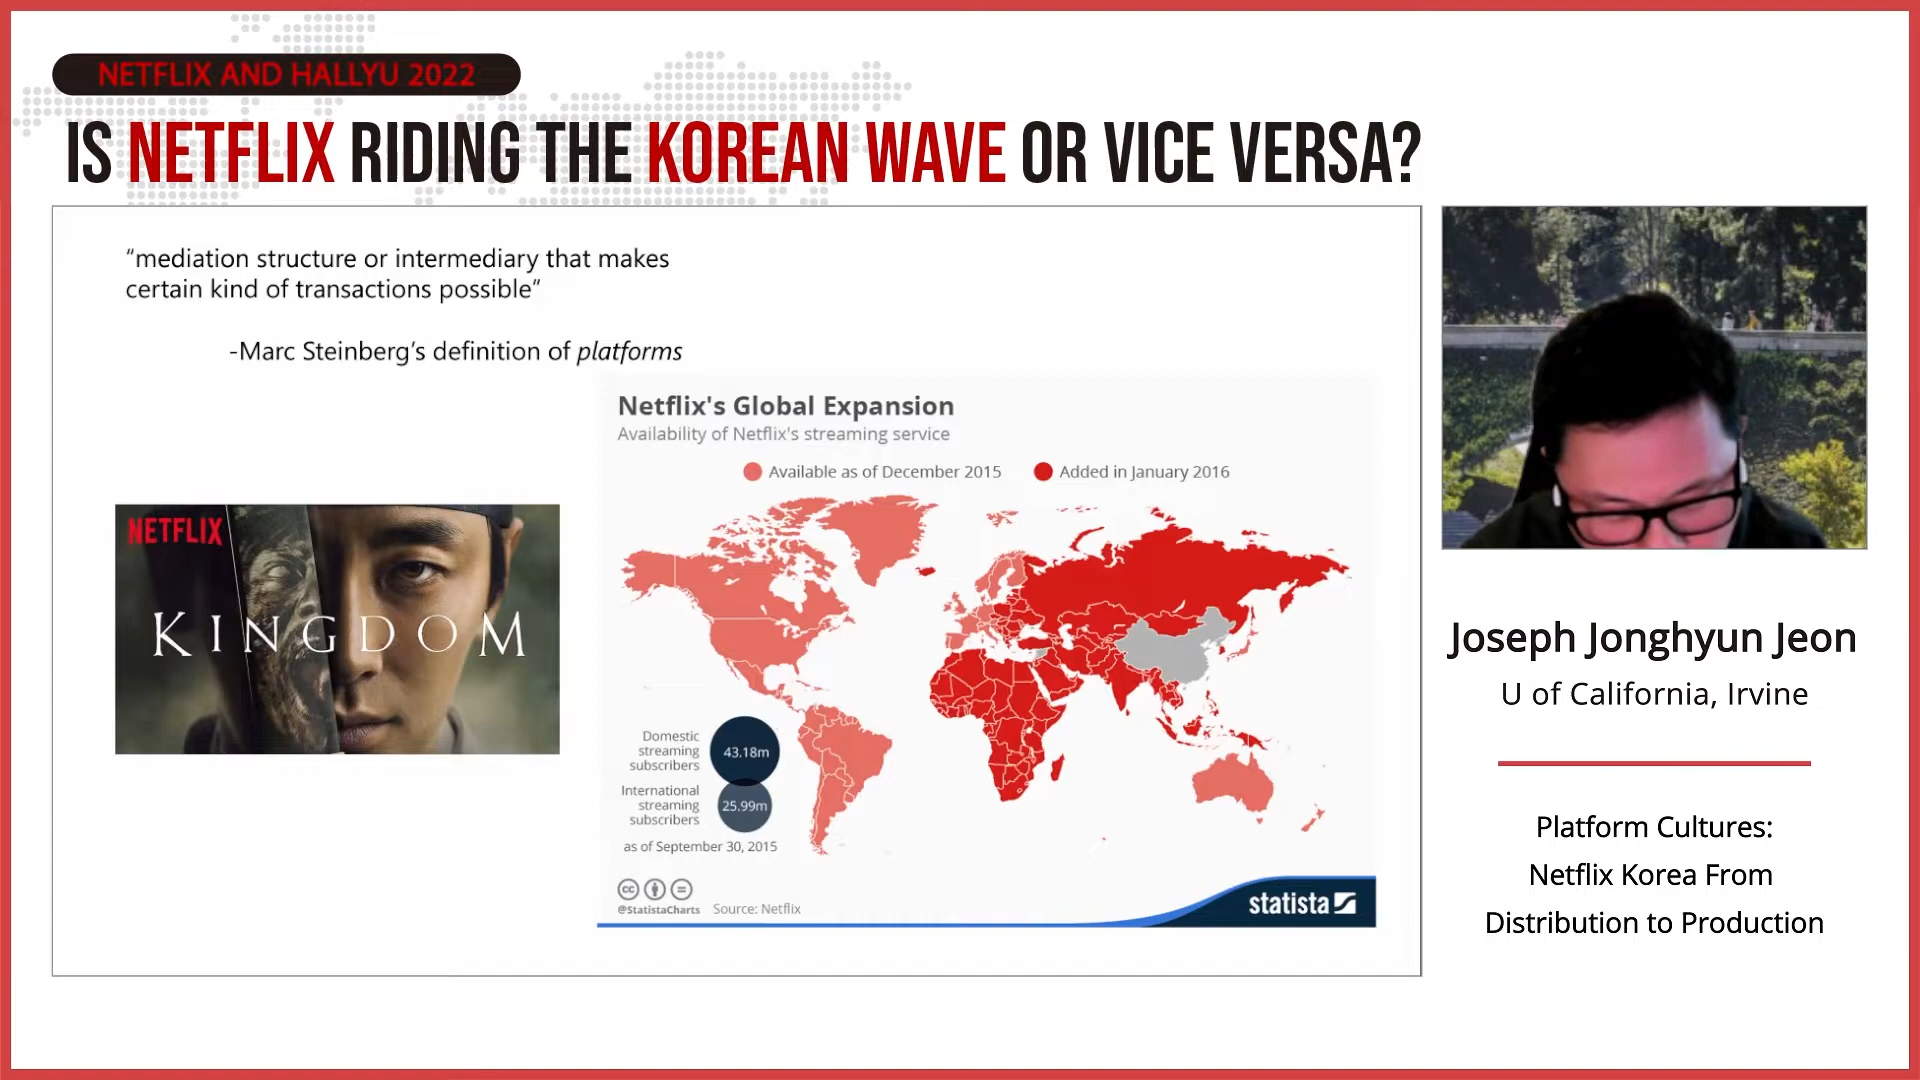 NETFLIX AND HALLYU 2022
IS NETFLIX RIDING THE KOREAN WAVE OR VICE VERSA?
“mediation structure or intermediary that makes
certain kind of transactions possible”
-Marc Steinberg’s definition of platforms
NETFLIX
KINGDOM
Netflix's Global Expansion
Availability of Netflix's streaming service
Available as of December 2015
Added in January 2016
Domestic
streaming
subscribers
43.18m
International
streaming
subscribers
25.99m
as of September 30, 2015
cc
@StatistaCharts Source: Netflix
statista
Joseph Jonghyun Jeon
U of California, Irvine
Platform Cultures:
Netflix Korea From
Distribution to Production